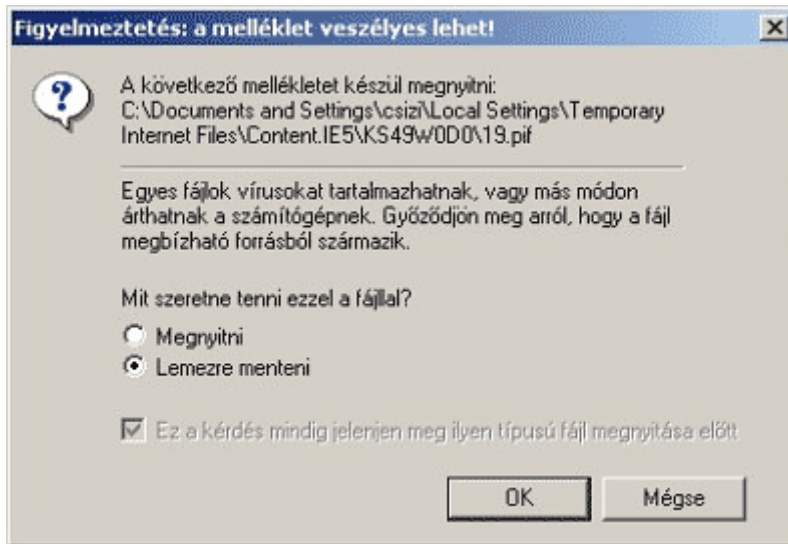 Figyelmeztetés: a melléklet veszélyes lehet!
A következő mellékletet készül megnyitni:
C:\Documents and Settings\csizi\Local Settings\Temporary
Internet Files\Content.IE5\KS49W0D0\19.pif
Egyes fájlok vírusokat tartalmazhatnak, vagy más módon
árthatnak a számítógépnek. Győződjön meg arról, hogy a fájl
megbízható forrásból származik.
Mit szeretne tenni ezzel a fájllal?
Megnyitni
Lemezre menteni
Ez a kérdés mindig jelenjen meg ilyen típusú fájl megnyitása előtt
OK
Mégse